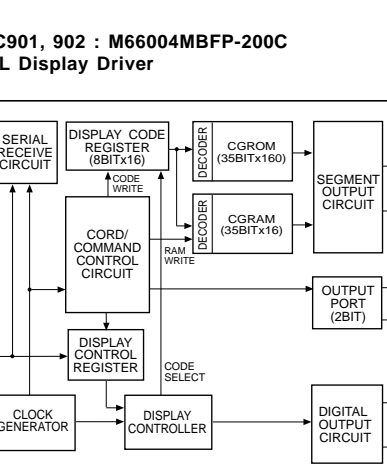 C901, 902 : M66004MBFP-200C
L Display Driver
SERIAL
RECEIVE
CIRCUIT
DISPLAY CODE
REGISTER
(8BITx16)
DECODER
CGROM
(35BITx160)
SEGMENT
OUTPUT
CIRCUIT
CODE
WRITE
DECODER
CGRAM
(35BITx16)
CORD/
COMMAND
CONTROL
CIRCUIT
RAM
WRITE
OUTPUT
PORT
(2BIT)
DISPLAY
CONTROL
REGISTER
CODE
SELECT
CLOCK
GENERATOR
DISPLAY
CONTROLLER
DIGITAL
OUTPUT
CIRCUIT